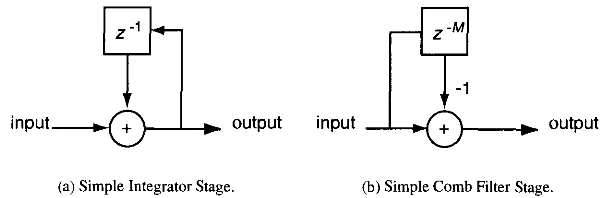 z⁻¹
z⁻ᴹ
-1
input + output
input + output
(a) Simple Integrator Stage.
(b) Simple Comb Filter Stage.